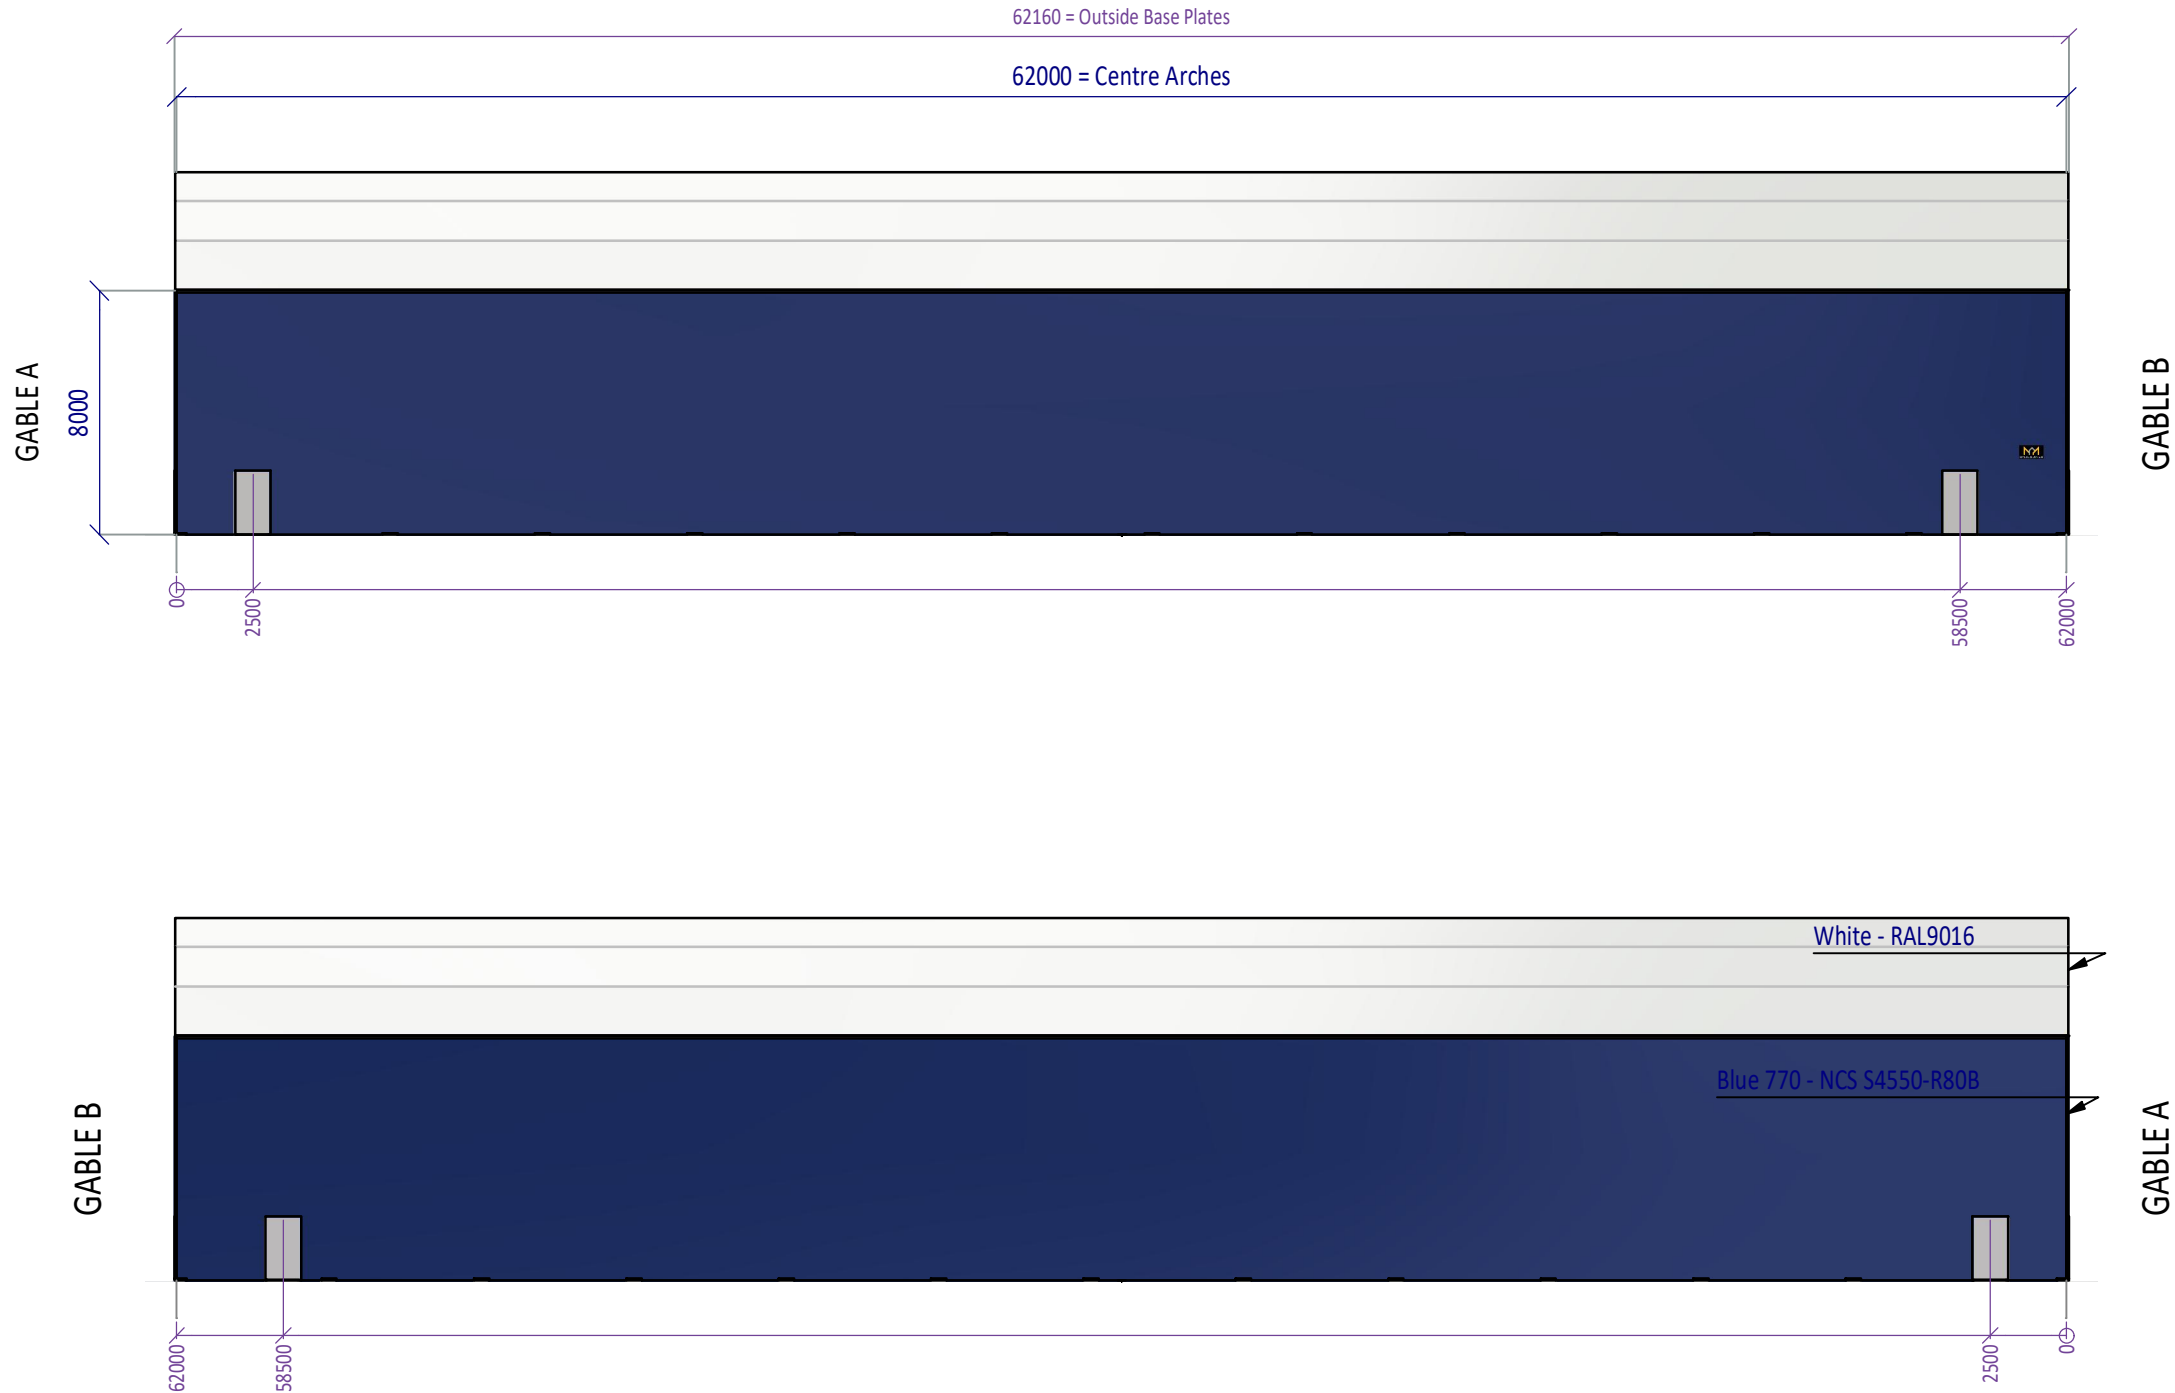 62160 = Outside Base Plates
62000 = Centre Arches
GABLE A
8000
GABLE B
0
2500
58500
62000
White - RAL9016
Blue 770 - NCS S4550-R80B
GABLE B
GABLE A
62000
58500
2500
0